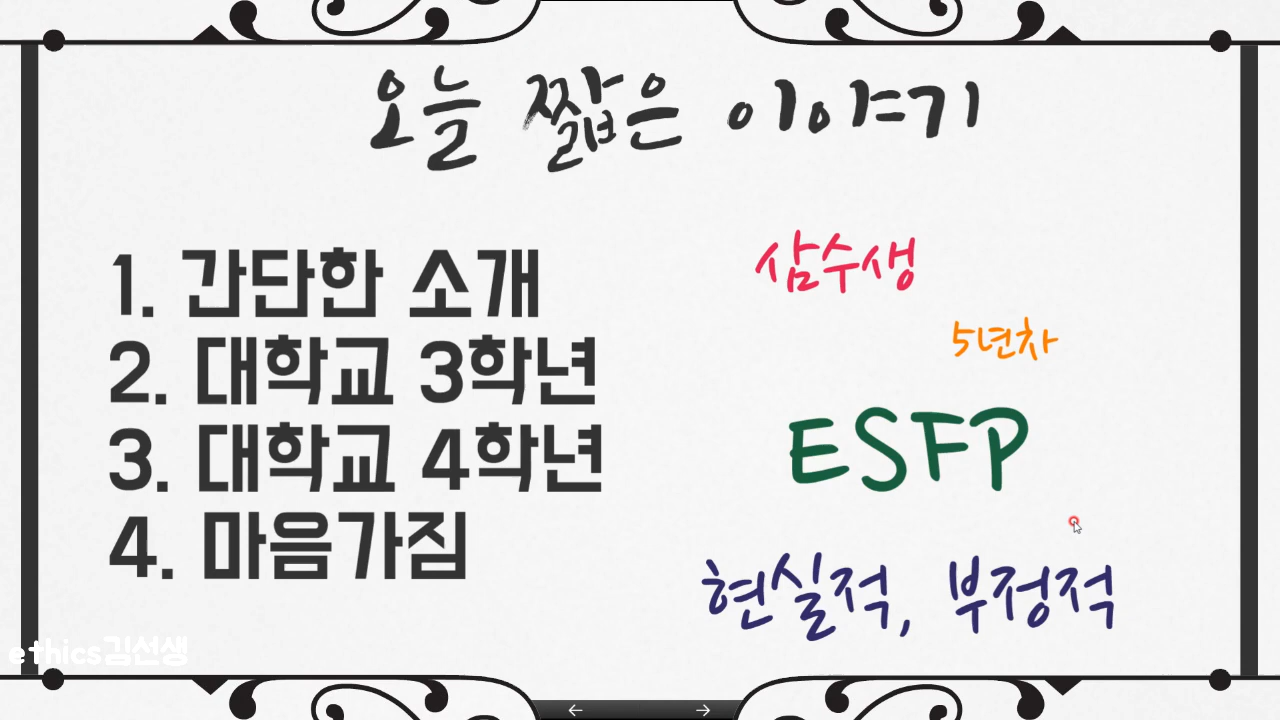 오늘 짧은 이야기
1. 간단한 소개
2. 대학교 3학년
3. 대학교 4학년
4. 마음가짐
삼수생
5년차
ESFP
현실적, 부정적
ethics김선생